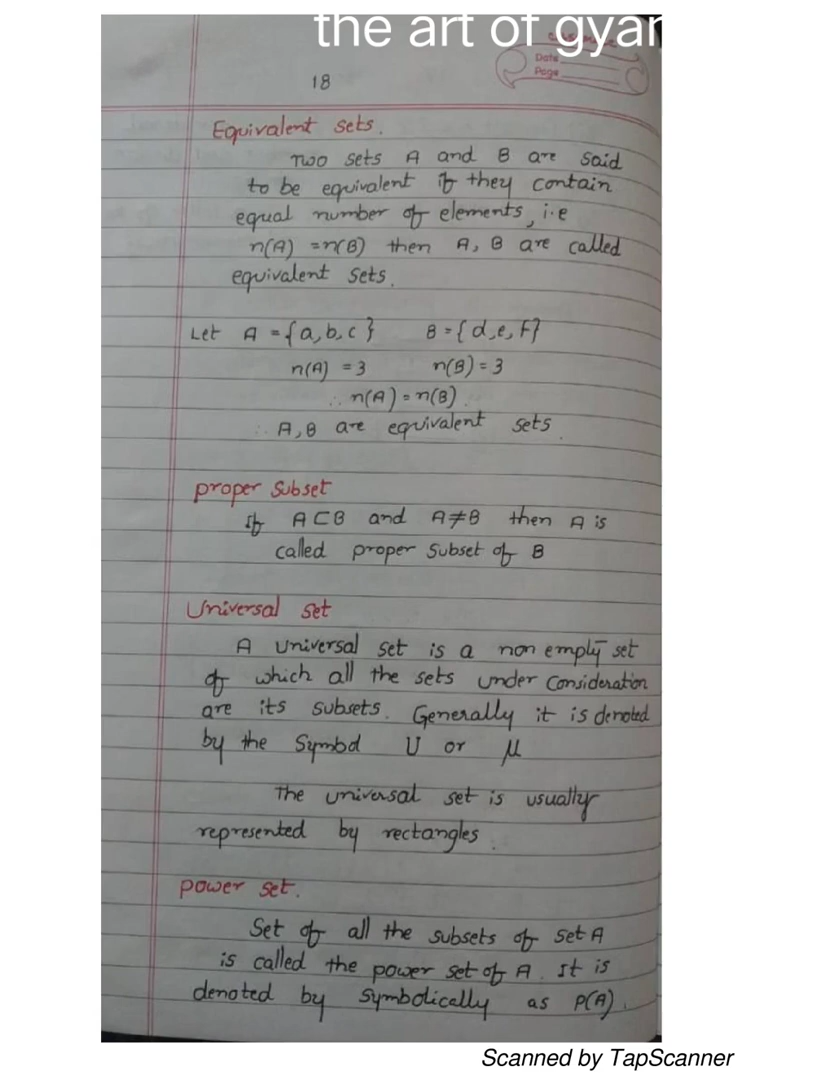 the art of gyan
Date
Page
18
Equivalent sets.
Two sets A and B are said
to be equivalent if they contain
equal number of elements, i.e
n(A) = n(B) then A, B are called
equivalent sets.
Let A = {a, b, c } B = { d, e, f}
n(A) = 3 n(B) = 3
∴ n(A) = n(B)
∴ A, B are equivalent sets.
proper subset
If A⊂B and A≠B then A is
called proper subset of B
Universal set
A universal set is a non empty set
of which all the sets under consideration
are its subsets. Generally it is denoted
by the symbol U or μ
The universal set is usually
represented by rectangles.
power set.
Set of all the subsets of set A
is called the power set of A. It is
denoted by symbolically as P(A).
Scanned by TapScanner